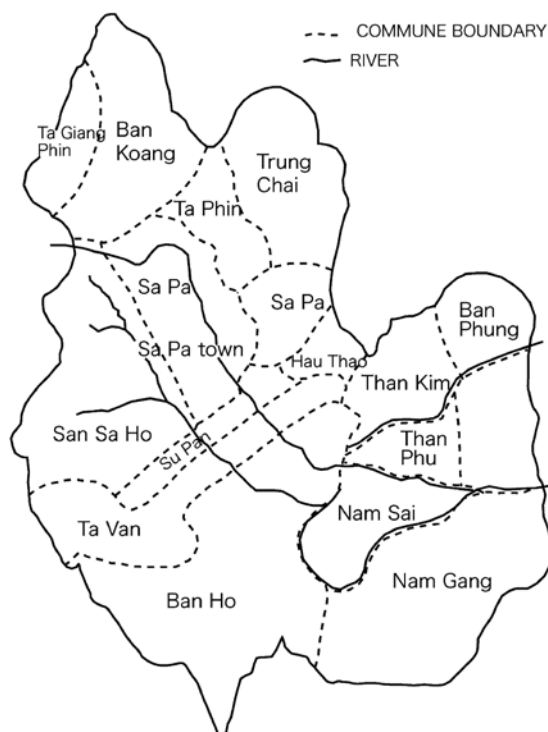 COMMUNE BOUNDARY
RIVER
Ta Giang
Phin
Ban
Koang
Trung
Chai
Ta Phin
Sa Pa
Sa Pa
Ban
Phung
Sa Pa town
Hau Thao
Than Kim
San Sa Ho
Su Pan
Than
Phu
Ta Van
Nam Sai
Ban Ho
Nam Gang